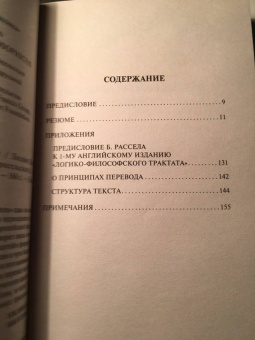 СОДЕРЖАНИЕ
ПРЕДИСЛОВИЕ 9
РЕЗЮМЕ 11
ПРИЛОЖЕНИЯ
ПРЕДИСЛОВИЕ Б. РАССЕЛА
К 1-МУ АНГЛИЙСКОМУ ИЗДАНИЮ
«ЛОГИКО-ФИЛОСОФСКОГО ТРАКТАТА» 131
О ПРИНЦИПАХ ПЕРЕВОДА 142
СТРУКТУРА ТЕКСТА 144
ПРИМЕЧАНИЯ 155